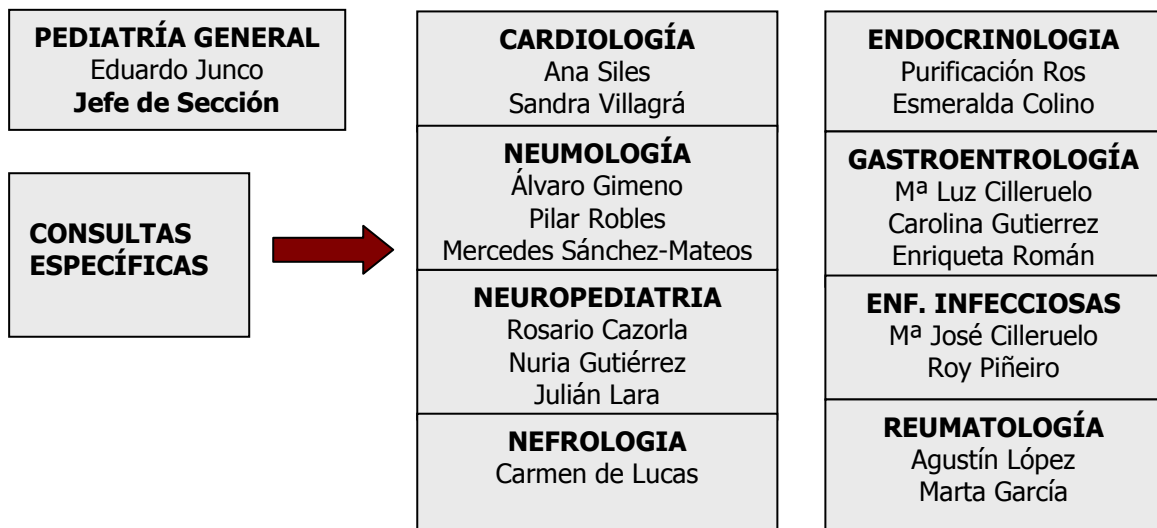 PEDIATRÍA GENERAL
Eduardo Junco
Jefe de Sección
CONSULTAS
ESPECÍFICAS
CARDIOLOGÍA
Ana Siles
Sandra Villagrá
NEUMOLOGÍA
Álvaro Gimeno
Pilar Robles
Mercedes Sánchez-Mateos
NEUROPEDIATRIA
Rosario Cazorla
Nuria Gutiérrez
Julián Lara
NEFROLOGIA
Carmen de Lucas
ENDOCRIN0LOGIA
Purificación Ros
Esmeralda Colino
GASTROENTROLOGÍA
Mª Luz Cilleruelo
Carolina Gutierrez
Enriqueta Román
ENF. INFECCIOSAS
Mª José Cilleruelo
Roy Piñeiro
REUMATOLOGÍA
Agustín López
Marta García